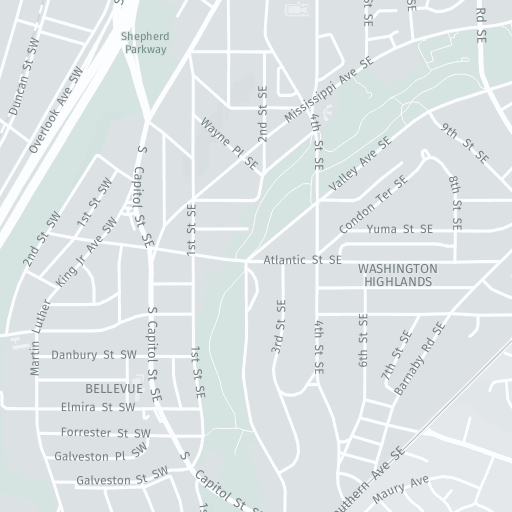 Shepherd
Parkway
Rd SE
St SE
Duncan St SW
Overlook Ave SW
Mississippi Ave SE
2nd St SE
4th St SE
Wayne Pl SE
9th St SE
Valley Ave SE
S Capitol St SE
1st St SW
8th St SE
Condon Ter SE
2nd St SW
1st St SE
Yuma St SE
Martin Luther King Jr Ave SW
Atlantic St SE
WASHINGTON
HIGHLANDS
S Capitol St SE
3rd St SE
4th St SE
6th St SE
7th St SE
Barnaby Rd SE
Danbury St SW
1st St SE
BELLEVUE
Elmira St SW
Forrester St SW
Galveston Pl SW
Galveston St SW
S Capitol St S
outhern Ave SE
Maury Ave